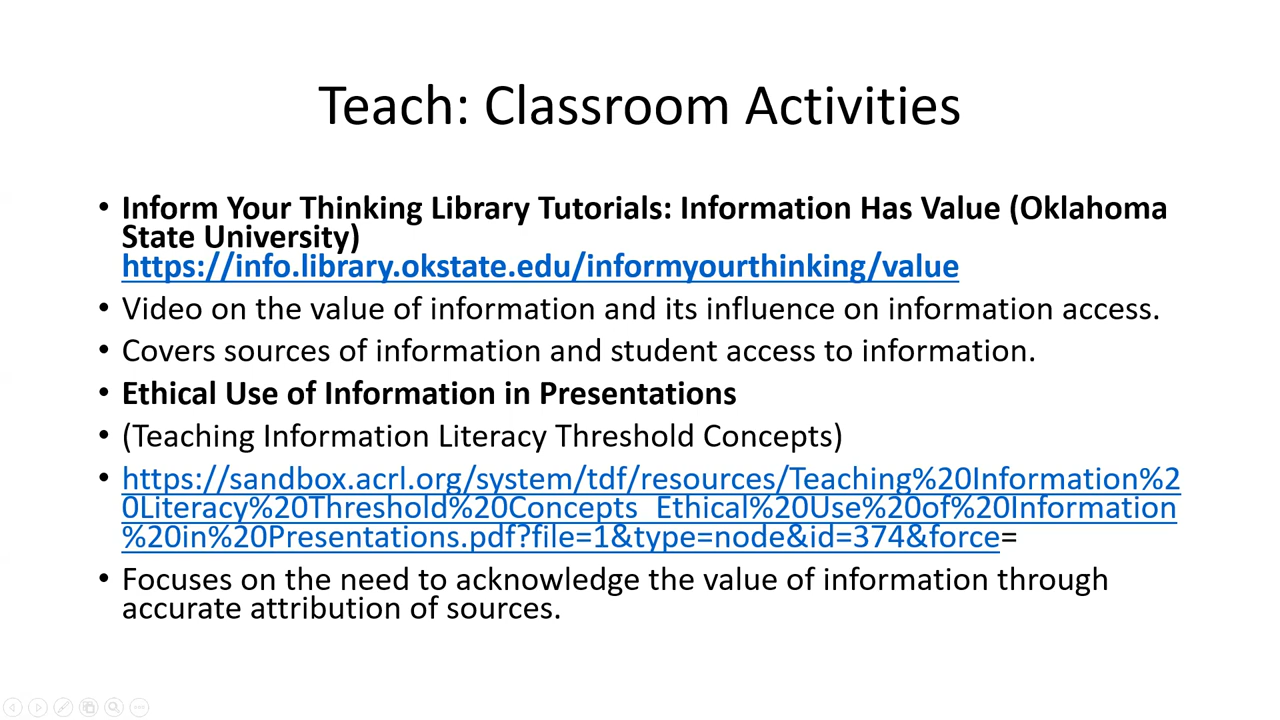 Teach: Classroom Activities
• Inform Your Thinking Library Tutorials: Information Has Value (Oklahoma
State University)
https://info.library.okstate.edu/informyourthinking/value
• Video on the value of information and its influence on information access.
• Covers sources of information and student access to information.
• Ethical Use of Information in Presentations
• (Teaching Information Literacy Threshold Concepts)
• https://sandbox.acrl.org/system/tdf/resources/Teaching%20Information%2
0Literacy%20Threshold%20Concepts_Ethical%20Use%20of%20Information
%20in%20Presentations.pdf?file=1&type=node&id=374&force=
• Focuses on the need to acknowledge the value of information through
accurate attribution of sources.